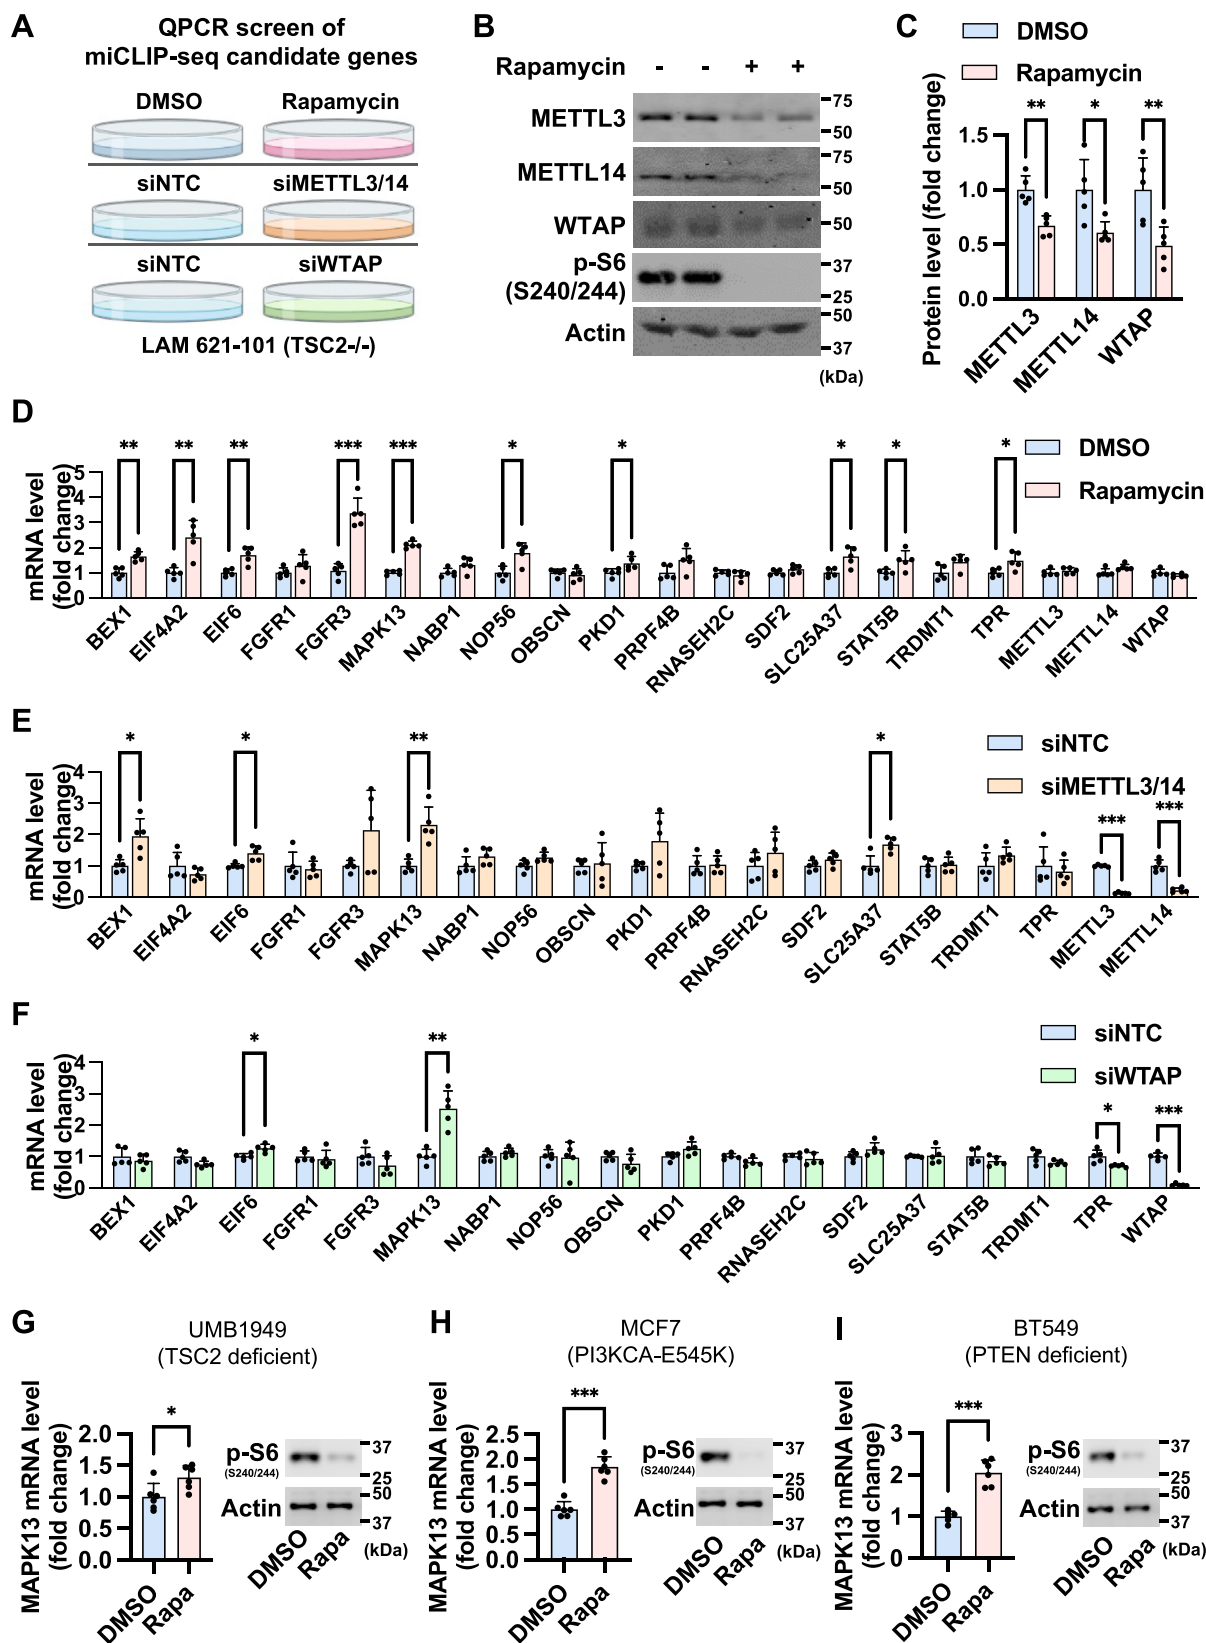 A
QPCR screen of
miCLIP-seq candidate genes
DMSO
Rapamycin
siNTC
siMETTL3/14
siNTC
siWTAP
LAM 621-101 (TSC2-/-)
B
Rapamycin - - + +
METTL3
75
50
METTL14
75
50
WTAP
50
p-S6
(S240/244)
37
25
Actin
37
(kDa)
C
DMSO
Rapamycin
Protein level (fold change)
** * **
1.5
1.0
0.5
0.0
METTL3
METTL14
WTAP
D
** ** ** *** *** * * * * *
DMSO
Rapamycin
mRNA level
(fold change)
5
4
3
2
1
0
BEX1
EIF4A2
EIF6
FGFR1
FGFR3
MAPK13
NABP1
NOP56
OBSCN
PKD1
PRPF4B
RNASEH2C
SDF2
SLC25A37
STAT5B
TRDMT1
TPR
METTL3
METTL14
WTAP
E
* * ** * *** ***
siNTC
siMETTL3/14
mRNA level
(fold change)
4
3
2
1
0
BEX1
EIF4A2
EIF6
FGFR1
FGFR3
MAPK13
NABP1
NOP56
OBSCN
PKD1
PRPF4B
RNASEH2C
SDF2
SLC25A37
STAT5B
TRDMT1
TPR
METTL3
METTL14
F
* ** * ***
siNTC
siWTAP
mRNA level
(fold change)
4
3
2
1
0
BEX1
EIF4A2
EIF6
FGFR1
FGFR3
MAPK13
NABP1
NOP56
OBSCN
PKD1
PRPF4B
RNASEH2C
SDF2
SLC25A37
STAT5B
TRDMT1
TPR
WTAP
G
UMB1949
(TSC2 deficient)
MAPK13 mRNA level
(fold change)
*
2.0
1.5
1.0
0.5
0.0
DMSO
Rapa
p-S6
(S240/244)
37
25
Actin
50
37
(kDa)
DMSO
Rapa
H
MCF7
(PI3KCA-E545K)
MAPK13 mRNA level
(fold change)
***
2.5
2.0
1.5
1.0
0.5
0.0
DMSO
Rapa
p-S6
(S240/244)
37
25
Actin
50
37
(kDa)
DMSO
Rapa
I
BT549
(PTEN deficient)
MAPK13 mRNA level
(fold change)
***
3
2
1
0
DMSO
Rapa
p-S6
(S240/244)
37
25
Actin
50
37
(kDa)
DMSO
Rapa